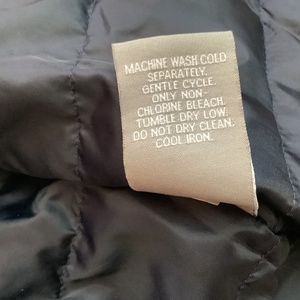 MACHINE WASH COLD
SEPARATELY.
GENTLE CYCLE.
ONLY NON-
CHLORINE BLEACH.
TUMBLE DRY LOW.
DO NOT DRY CLEAN.
COOL IRON.